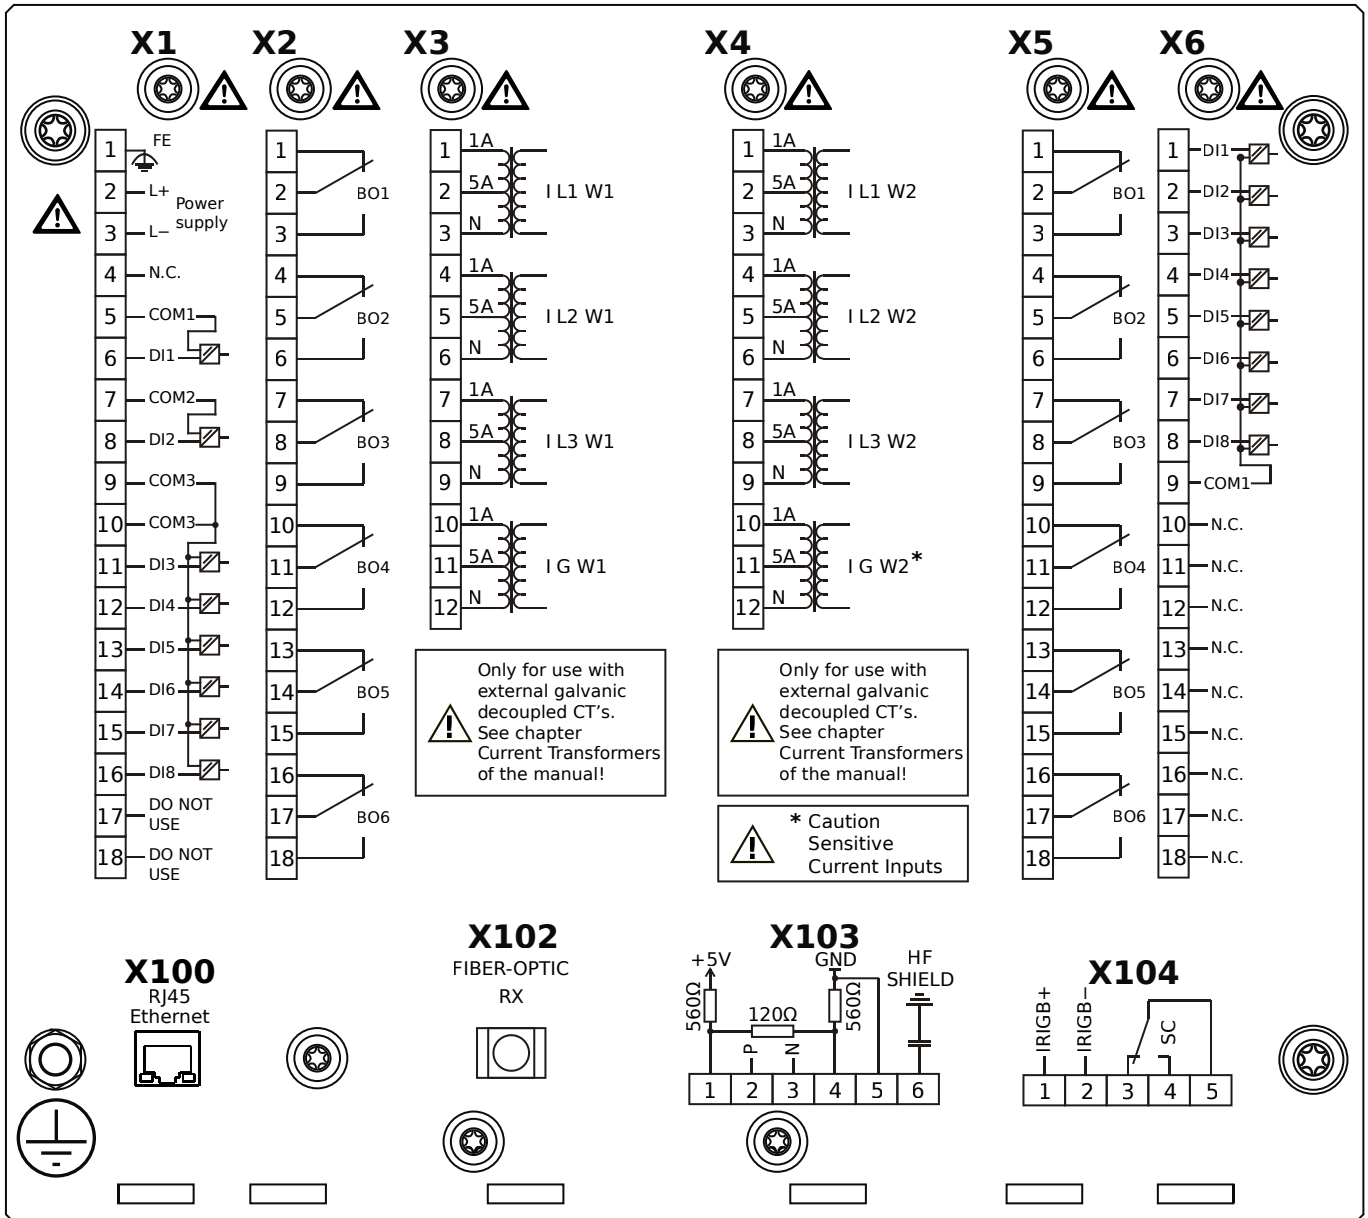 X1 X2 X3 X4 X5 X6
1 FE
2 L+ Power
supply
3 L−
4 N.C.
5 COM1
6 DI1
7 COM2
8 DI2
9 COM3
10 COM3
11 DI3
12 DI4
13 DI5
14 DI6
15 DI7
16 DI8
17 DO NOT
USE
18 DO NOT
USE
1
2 BO1
3
4
5 BO2
6
7
8 BO3
9
10
11 BO4
12
13
14 BO5
15
16
17 BO6
18
1 1A
2 5A I L1 W1
3 N
4 1A
5 5A I L2 W1
6 N
7 1A
8 5A I L3 W1
9 N
10 1A
11 5A I G W1
12 N
Only for use with
external galvanic
decoupled CT's.
See chapter
Current Transformers
of the manual!
1 1A
2 5A I L1 W2
3 N
4 1A
5 5A I L2 W2
6 N
7 1A
8 5A I L3 W2
9 N
10 1A
11 5A I G W2*
12 N
Only for use with
external galvanic
decoupled CT's.
See chapter
Current Transformers
of the manual!
* Caution
Sensitive
Current Inputs
1
2 BO1
3
4
5 BO2
6
7
8 BO3
9
10
11 BO4
12
13
14 BO5
15
16
17 BO6
18
1 DI1
2 DI2
3 DI3
4 DI4
5 DI5
6 DI6
7 DI7
8 DI8
9 COM1
10 N.C.
11 N.C.
12 N.C.
13 N.C.
14 N.C.
15 N.C.
16 N.C.
17 N.C.
18 N.C.
X100
RJ45
Ethernet
X102
FIBER-OPTIC
RX
X103
+5V GND HF
SHIELD
560Ω 120Ω 560Ω
P N
1 2 3 4 5 6
X104
IRIGB+ IRIGB− SC
1 2 3 4 5